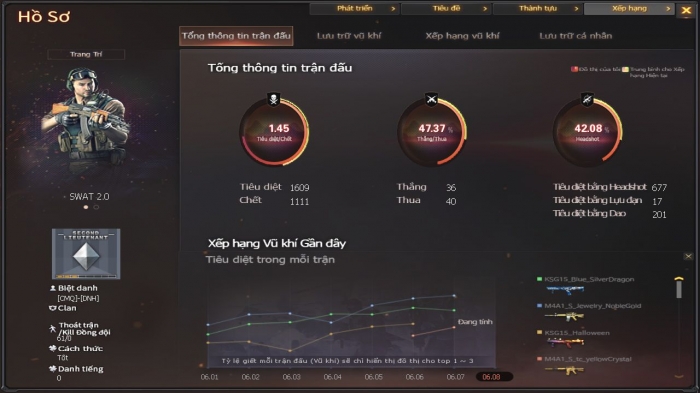 Hồ Sơ
Phát triển >
Tiêu đề >
Thành tựu >
Xếp hạng >
Tổng thông tin trận đấu
Lưu trữ vũ khí
Xếp hạng vũ khí
Lưu trữ cá nhân
Trang Trí
SWAT 2.0
SECOND LIEUTENANT
Biệt danh
[CMQ]-[DNH]
Clan
Thoát trận
/Kill Đồng đội
61/0
Cách thức
Tốt
Danh tiếng
0
Tổng thông tin trận đấu
Đồ thị của tôi
Trung bình cho Xếp
hạng Hiện tại
1.45
Tiêu diệt/Chết
47.37 %
Thắng/Thua
42.08 %
Headshot
Tiêu diệt 1609
Chết 1111
Thắng 36
Thua 40
Tiêu diệt bằng Headshot 677
Tiêu diệt bằng Lựu đạn 17
Tiêu diệt bằng Dao 201
Xếp hạng Vũ khí Gần đây
Tiêu diệt trong mỗi trận
Đang tính
Tỷ lệ giết mỗi trận đấu (Vũ khí) sẽ chỉ hiển thị đồ thị cho top 1 ~ 3
06.01 06.02 06.03 06.04 06.05 06.06 06.07 06.08
KSG15_Blue_SilverDragon
M4A1_S_Jewelry_NobleGold
KSG15_Halloween
M4A1_S_tc_yellowCrystal